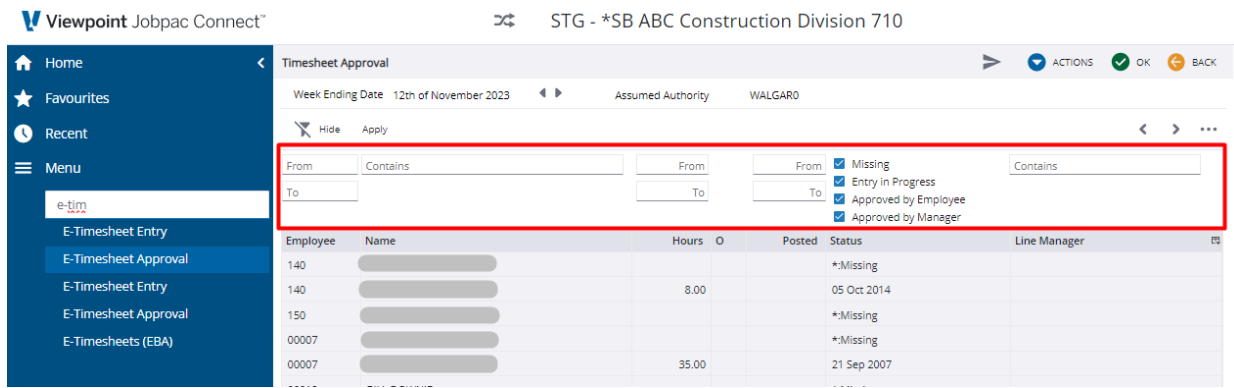 Viewpoint Jobpac Connect™
STG - *SB ABC Construction Division 710
Home
Favourites
Recent
Menu
e-tim
E-Timesheet Entry
E-Timesheet Approval
E-Timesheet Entry
E-Timesheet Approval
E-Timesheets (EBA)
Timesheet Approval ACTIONS OK BACK
Week Ending Date 12th of November 2023 Assumed Authority WALGAR0
Hide Apply
From Contains From From Missing Contains
Entry in Progress
To To To Approved by Employee
Approved by Manager
Employee Name Hours O Posted Status Line Manager
140 *:Missing
140 8.00 05 Oct 2014
150 *:Missing
00007 *:Missing
00007 35.00 21 Sep 2007